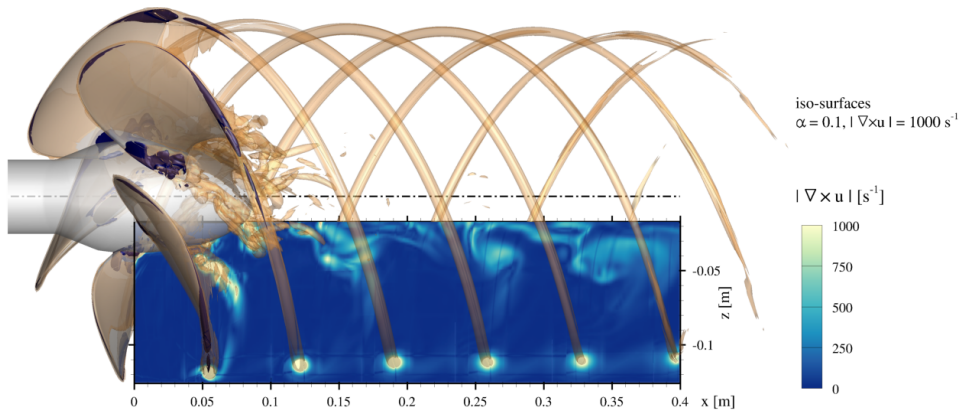 iso-surfaces
α = 0.1, | ∇×u | = 1000 s⁻¹
| ∇ × u | [s⁻¹]
1000
750
500
250
0
-0.05
-0.1
z [m]
0 0.05 0.1 0.15 0.2 0.25 0.3 0.35 x [m] 0.4